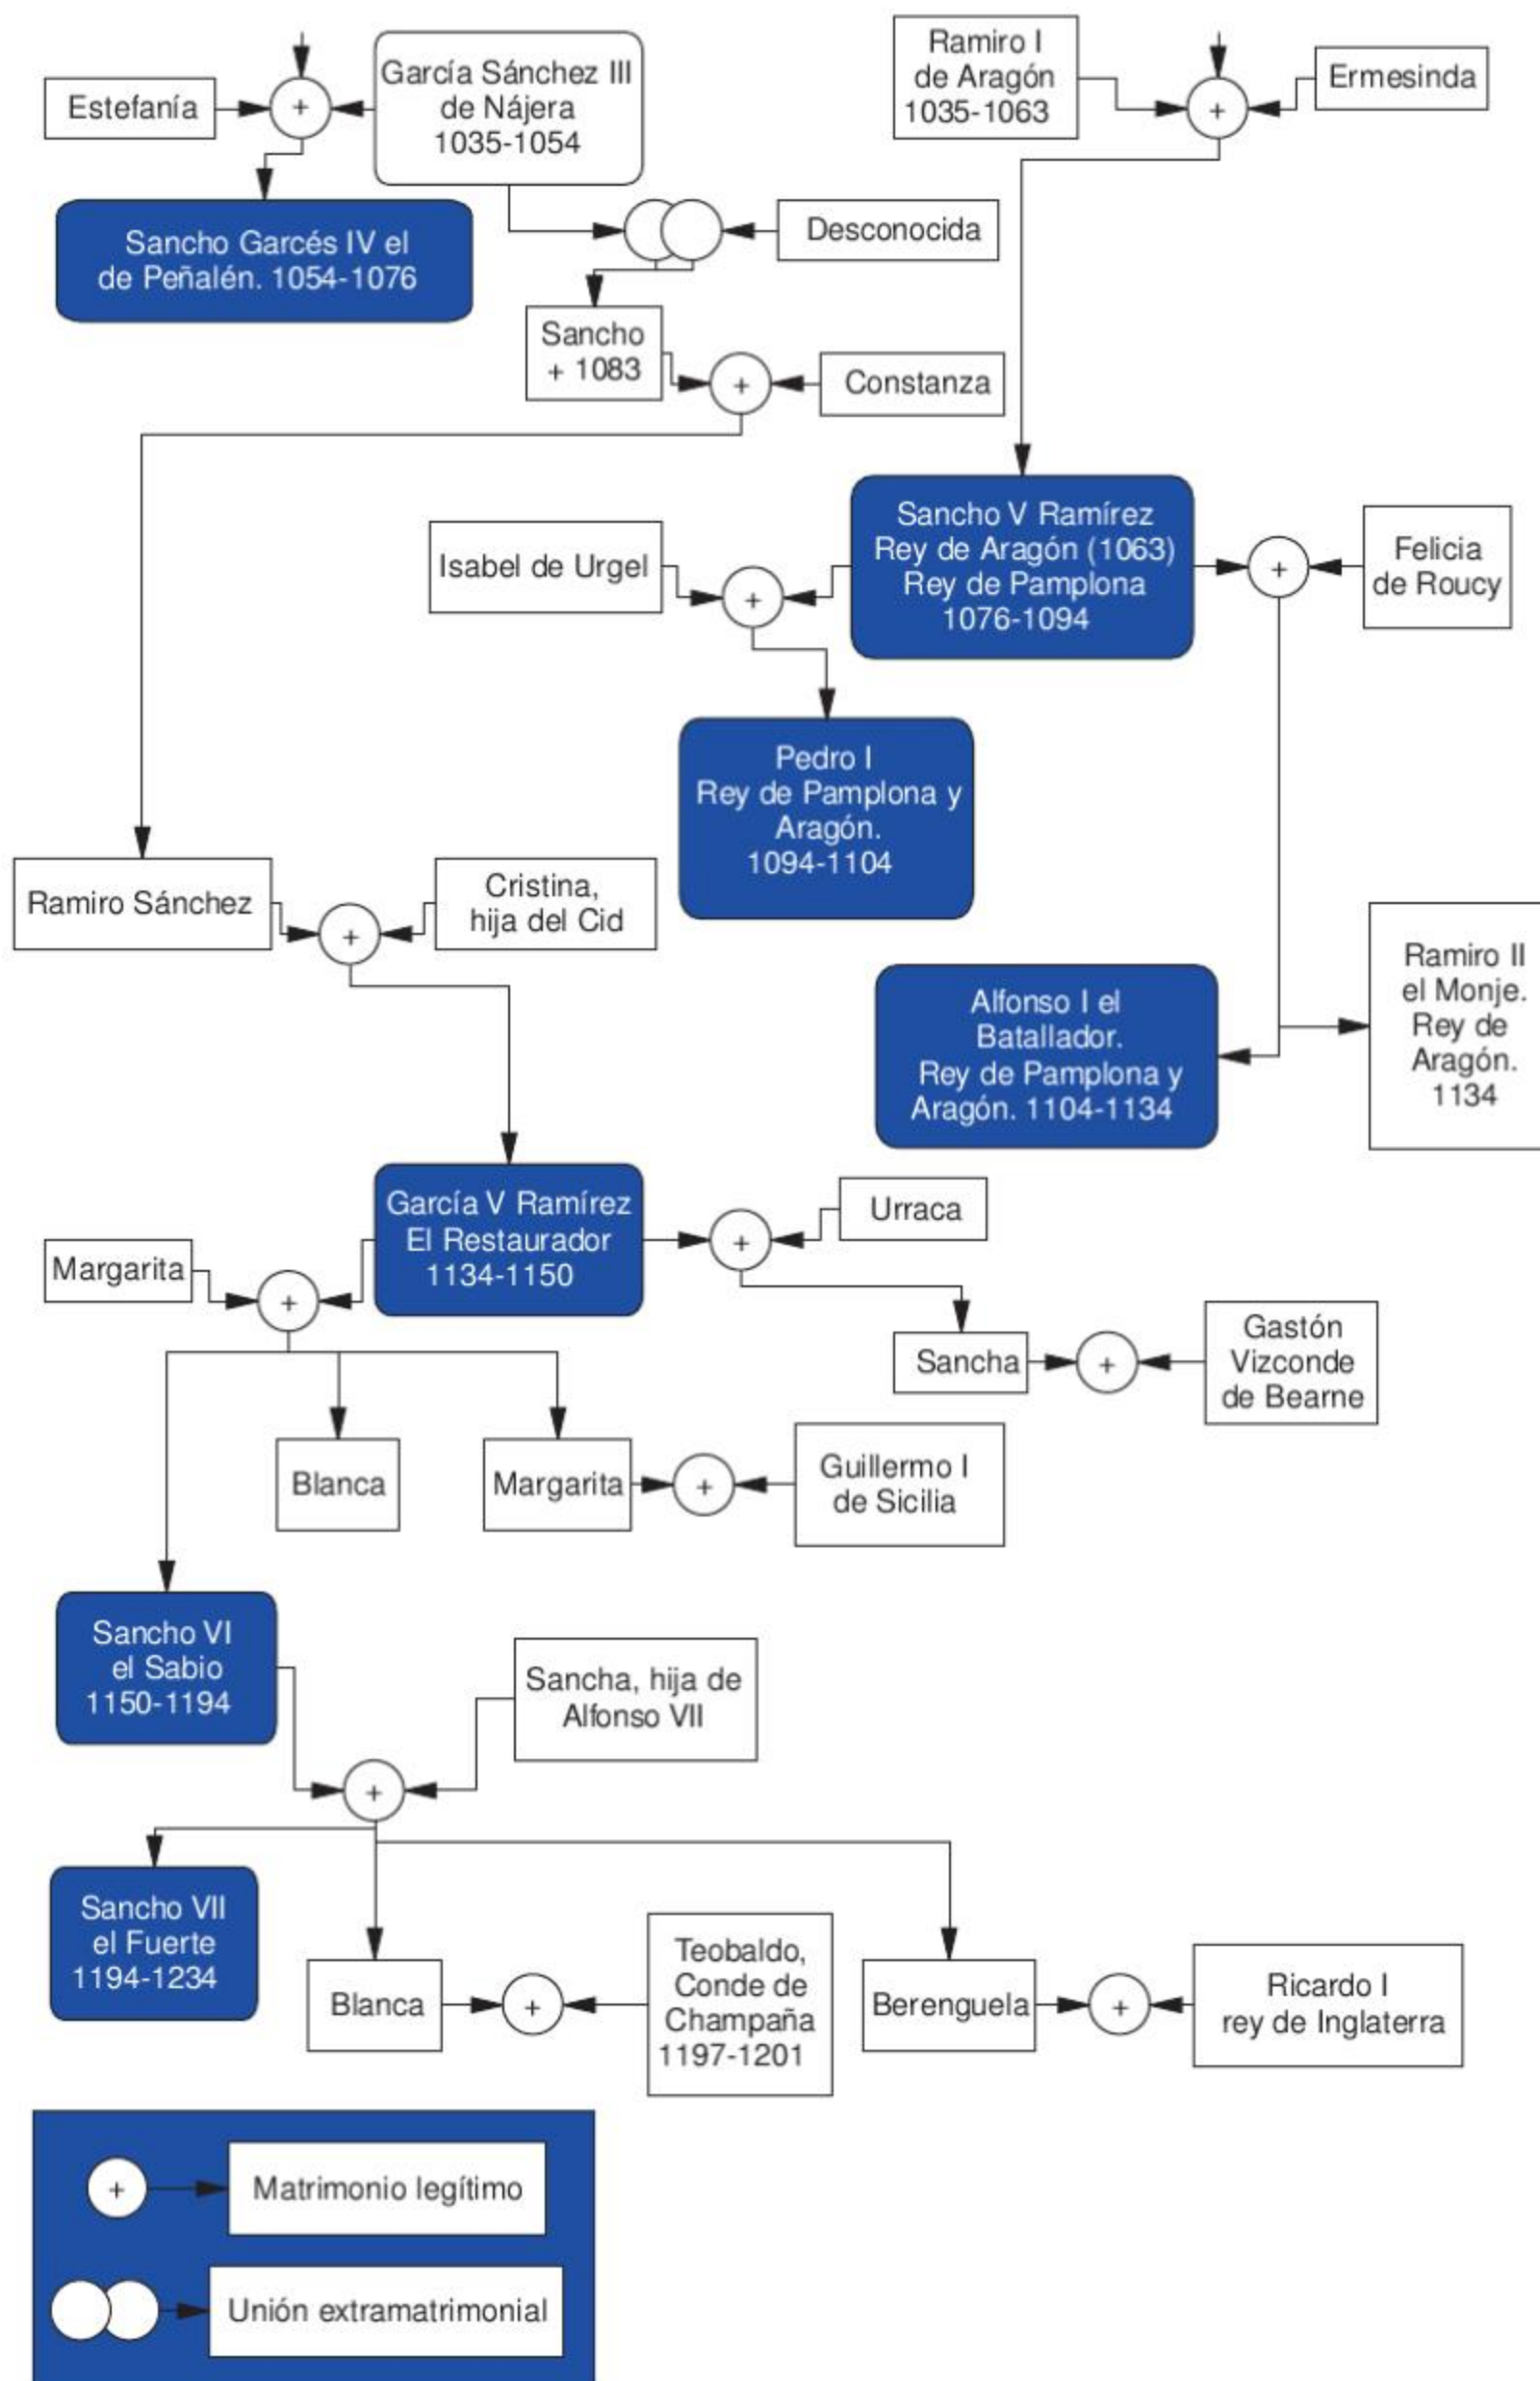 Estefanía
+
García Sánchez III
de Nájera
1035-1054
Ramiro I
de Aragón
1035-1063
+
Ermesinda
Sancho Garcés IV el
de Peñalén. 1054-1076
Desconocida
Sancho
+ 1083
+
Constanza
Isabel de Urgel
+
Sancho V Ramírez
Rey de Aragón (1063)
Rey de Pamplona
1076-1094
+
Felicia
de Roucy
Pedro I
Rey de Pamplona y
Aragón.
1094-1104
Ramiro Sánchez
+
Cristina,
hija del Cid
Alfonso I el
Batallador.
Rey de Pamplona y
Aragón. 1104-1134
Ramiro II
el Monje.
Rey de
Aragón.
1134
Margarita
+
García V Ramírez
El Restaurador
1134-1150
+
Urraca
Sancha
+
Gastón
Vizconde
de Bearne
Blanca
Margarita
+
Guillermo I
de Sicilia
Sancho VI
el Sabio
1150-1194
Sancha, hija de
Alfonso VII
+
Sancho VII
el Fuerte
1194-1234
Blanca
+
Teobaldo,
Conde de
Champaña
1197-1201
Berenguela
+
Ricardo I
rey de Inglaterra
+
Matrimonio legítimo
Unión extramatrimonial